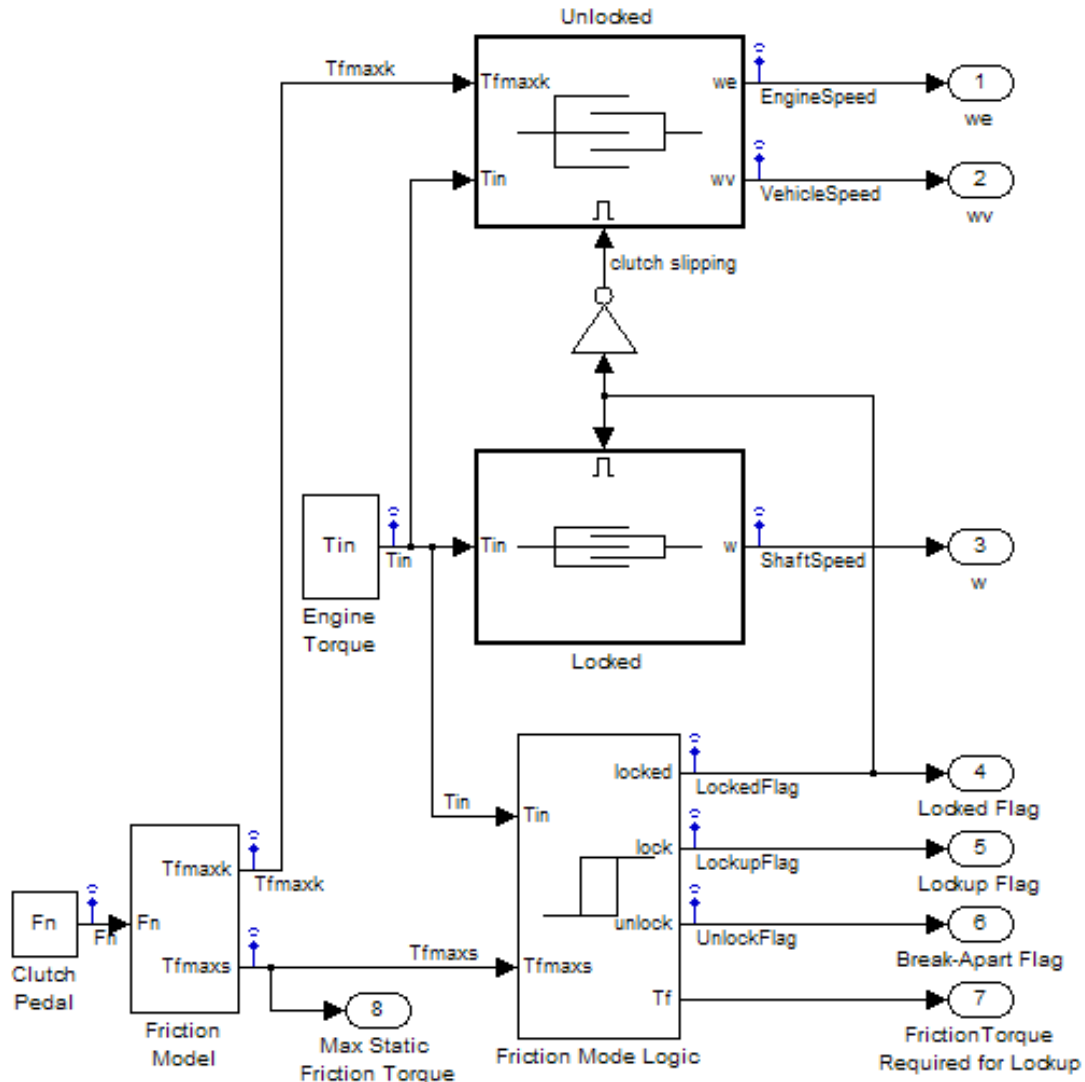 Unlocked
Tfmaxk
Tfmaxk
we
EngineSpeed
1
we
Tin
wv
VehicleSpeed
2
wv
clutch slipping
Tin
Tin
Tin
w
ShaftSpeed
3
w
Engine
Torque
Locked
locked
LockedFlag
4
Locked Flag
Tin
Tin
lock
LockupFlag
5
Lockup Flag
Tfmaxk
Tfmaxk
Fn
Fn
Fn
unlock
UnlockFlag
6
Break-Apart Flag
Tfmaxs
Tfmaxs
Tfmaxs
Clutch
Pedal
Tf
7
8
Friction
Model
Max Static
Friction Torque
Friction Mode Logic
FrictionTorque
Required for Lockup